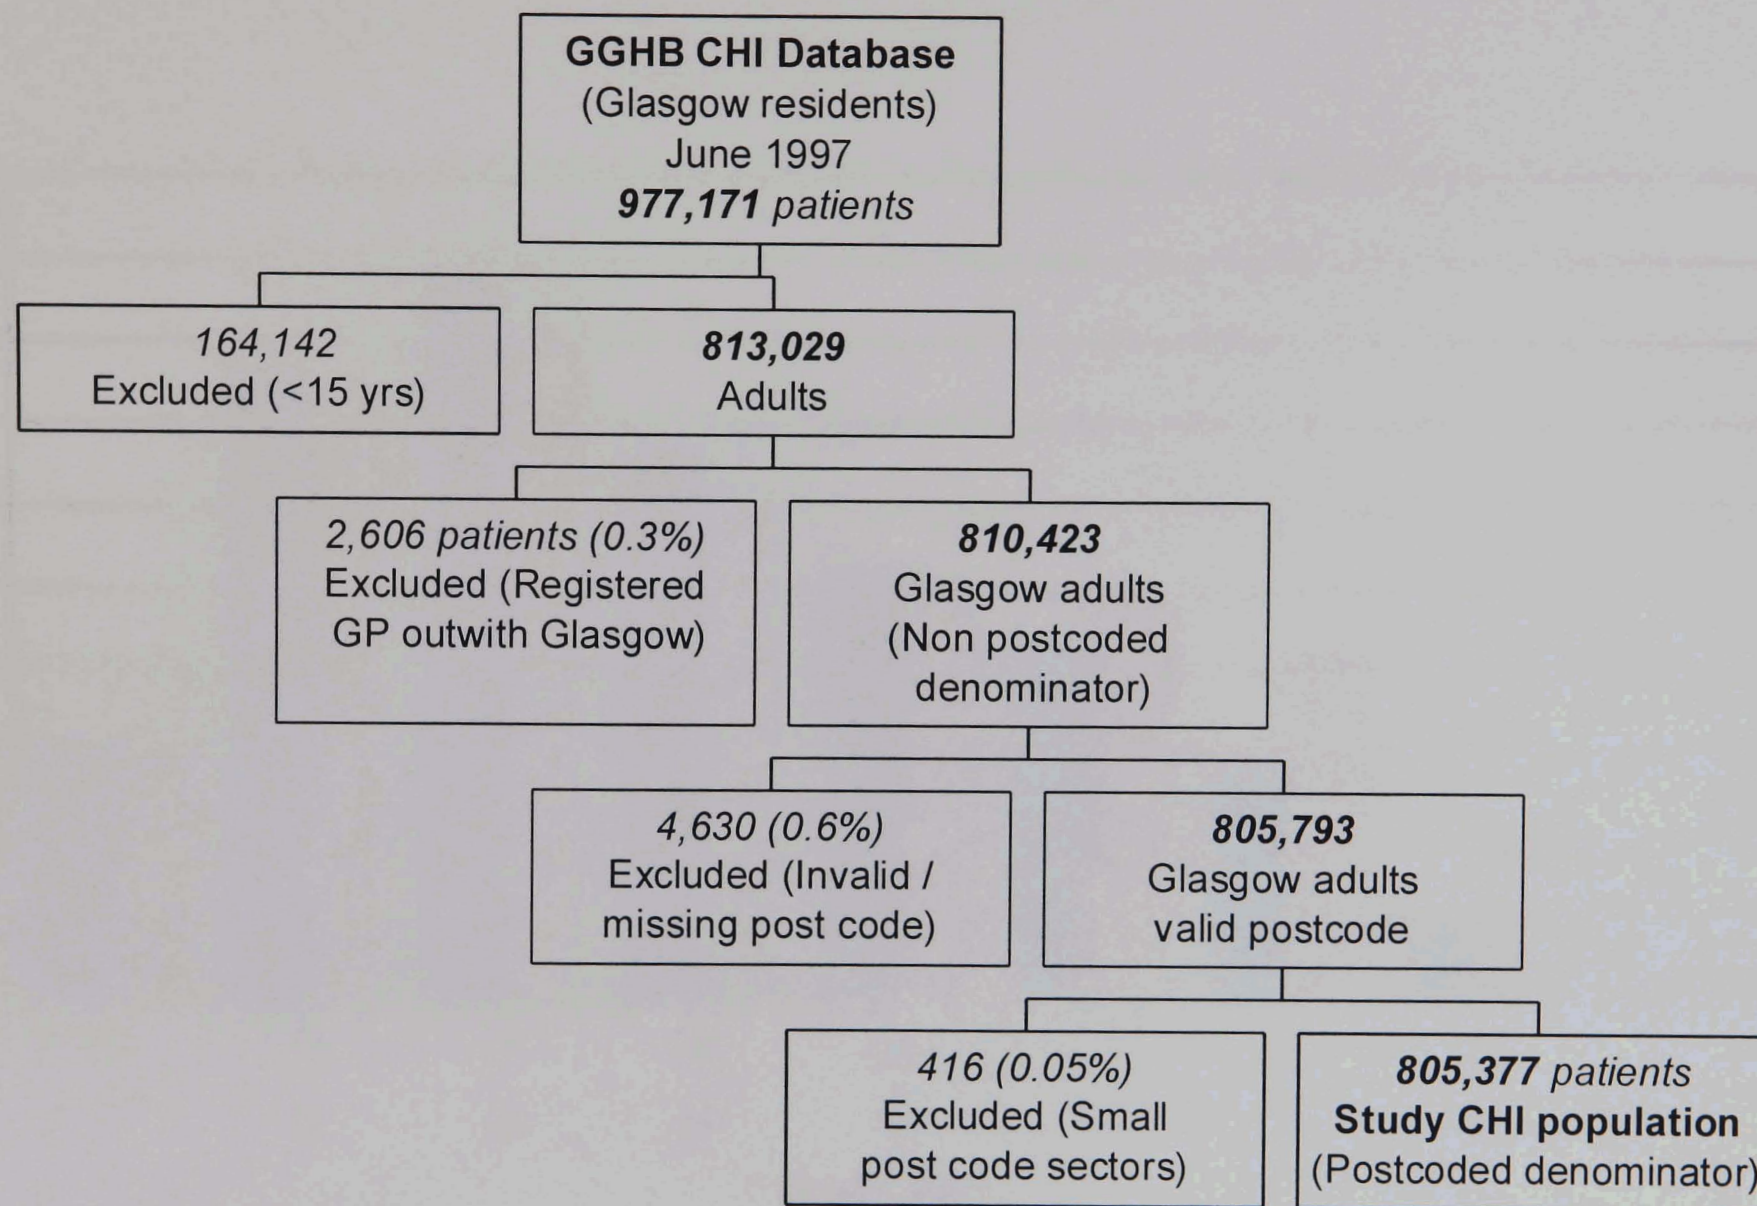 GGHB CHI Database
(Glasgow residents)
June 1997
977,171 patients
164,142
Excluded (<15 yrs)
813,029
Adults
2,606 patients (0.3%)
Excluded (Registered
GP outwith Glasgow)
810,423
Glasgow adults
(Non postcoded
denominator)
4,630 (0.6%)
Excluded (Invalid /
missing post code)
805,793
Glasgow adults
valid postcode
416 (0.05%)
Excluded (Small
post code sectors)
805,377 patients
Study CHI population
(Postcoded denominator)